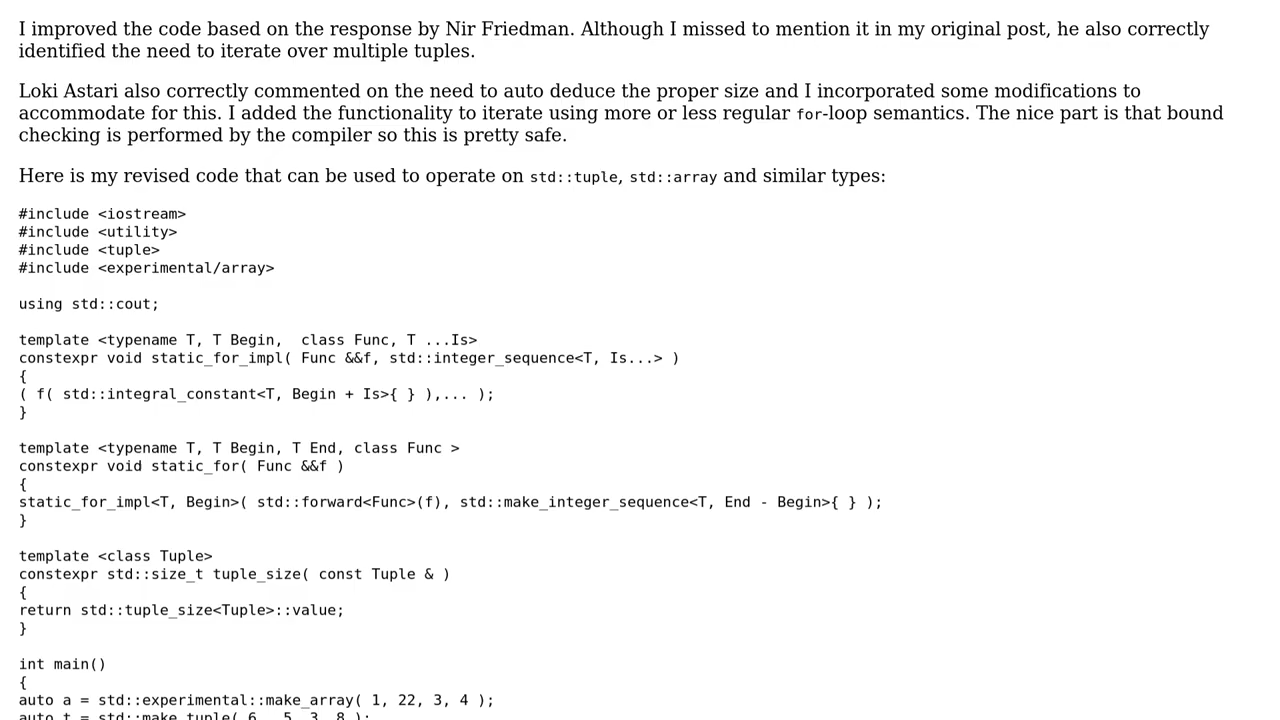 I improved the code based on the response by Nir Friedman. Although I missed to mention it in my original post, he also correctly
identified the need to iterate over multiple tuples.
Loki Astari also correctly commented on the need to auto deduce the proper size and I incorporated some modifications to
accommodate for this. I added the functionality to iterate using more or less regular for-loop semantics. The nice part is that bound
checking is performed by the compiler so this is pretty safe.
Here is my revised code that can be used to operate on std::tuple, std::array and similar types:
#include <iostream>
#include <utility>
#include <tuple>
#include <experimental/array>
using std::cout;
template <typename T, T Begin,  class Func, T ...Is>
constexpr void static_for_impl( Func &&f, std::integer_sequence<T, Is...> )
{
( f( std::integral_constant<T, Begin + Is>{ } ),... );
}
template <typename T, T Begin, T End, class Func >
constexpr void static_for( Func &&f )
{
static_for_impl<T, Begin>( std::forward<Func>(f), std::make_integer_sequence<T, End - Begin>{ } );
}
template <class Tuple>
constexpr std::size_t tuple_size( const Tuple & )
{
return std::tuple_size<Tuple>::value;
}
int main()
{
auto a = std::experimental::make_array( 1, 22, 3, 4 );
auto t = std::make_tuple( 6,  5, 3, 8 );